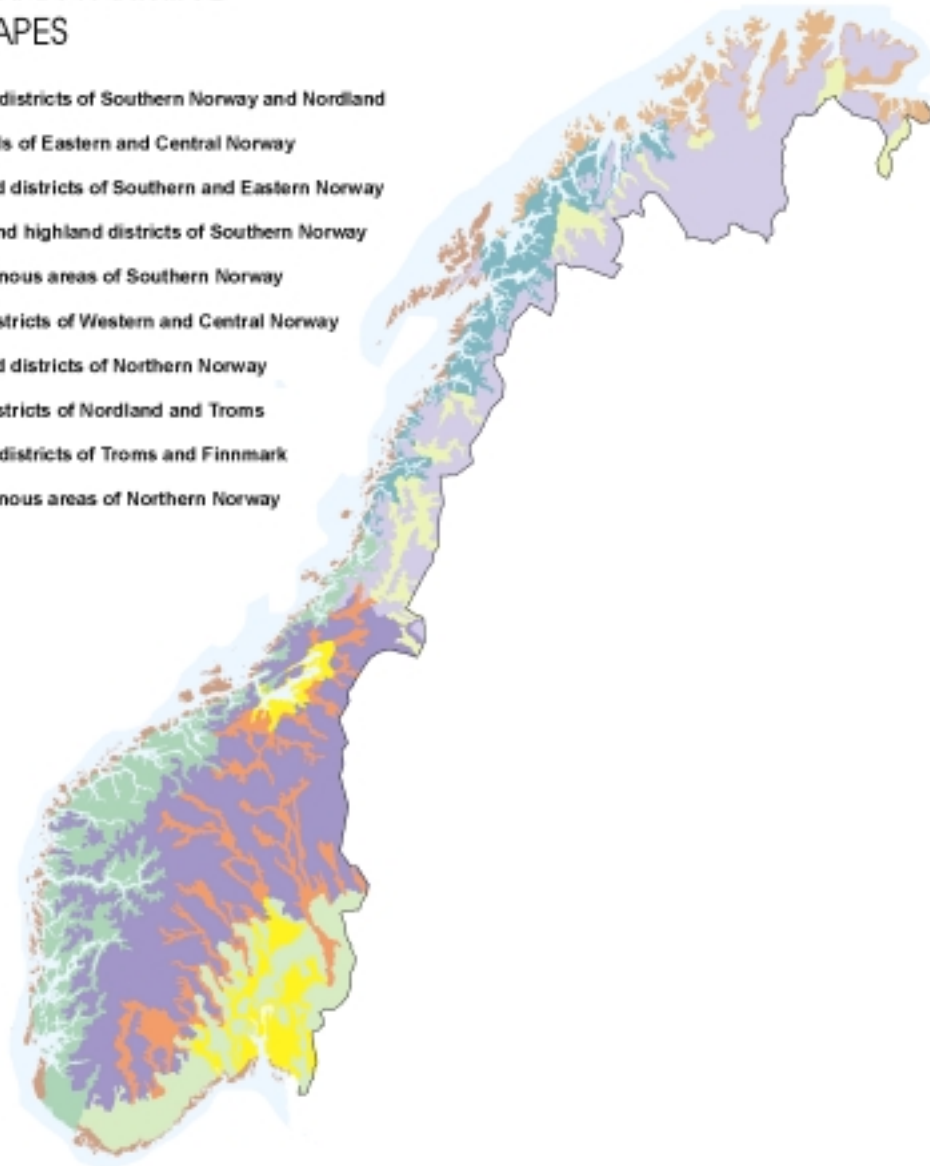 APES
districts of Southern Norway and Nordland
ls of Eastern and Central Norway
d districts of Southern and Eastern Norway
nd highland districts of Southern Norway
nous areas of Southern Norway
stricts of Western and Central Norway
d districts of Northern Norway
stricts of Nordland and Troms
districts of Troms and Finnmark
nous areas of Northern Norway